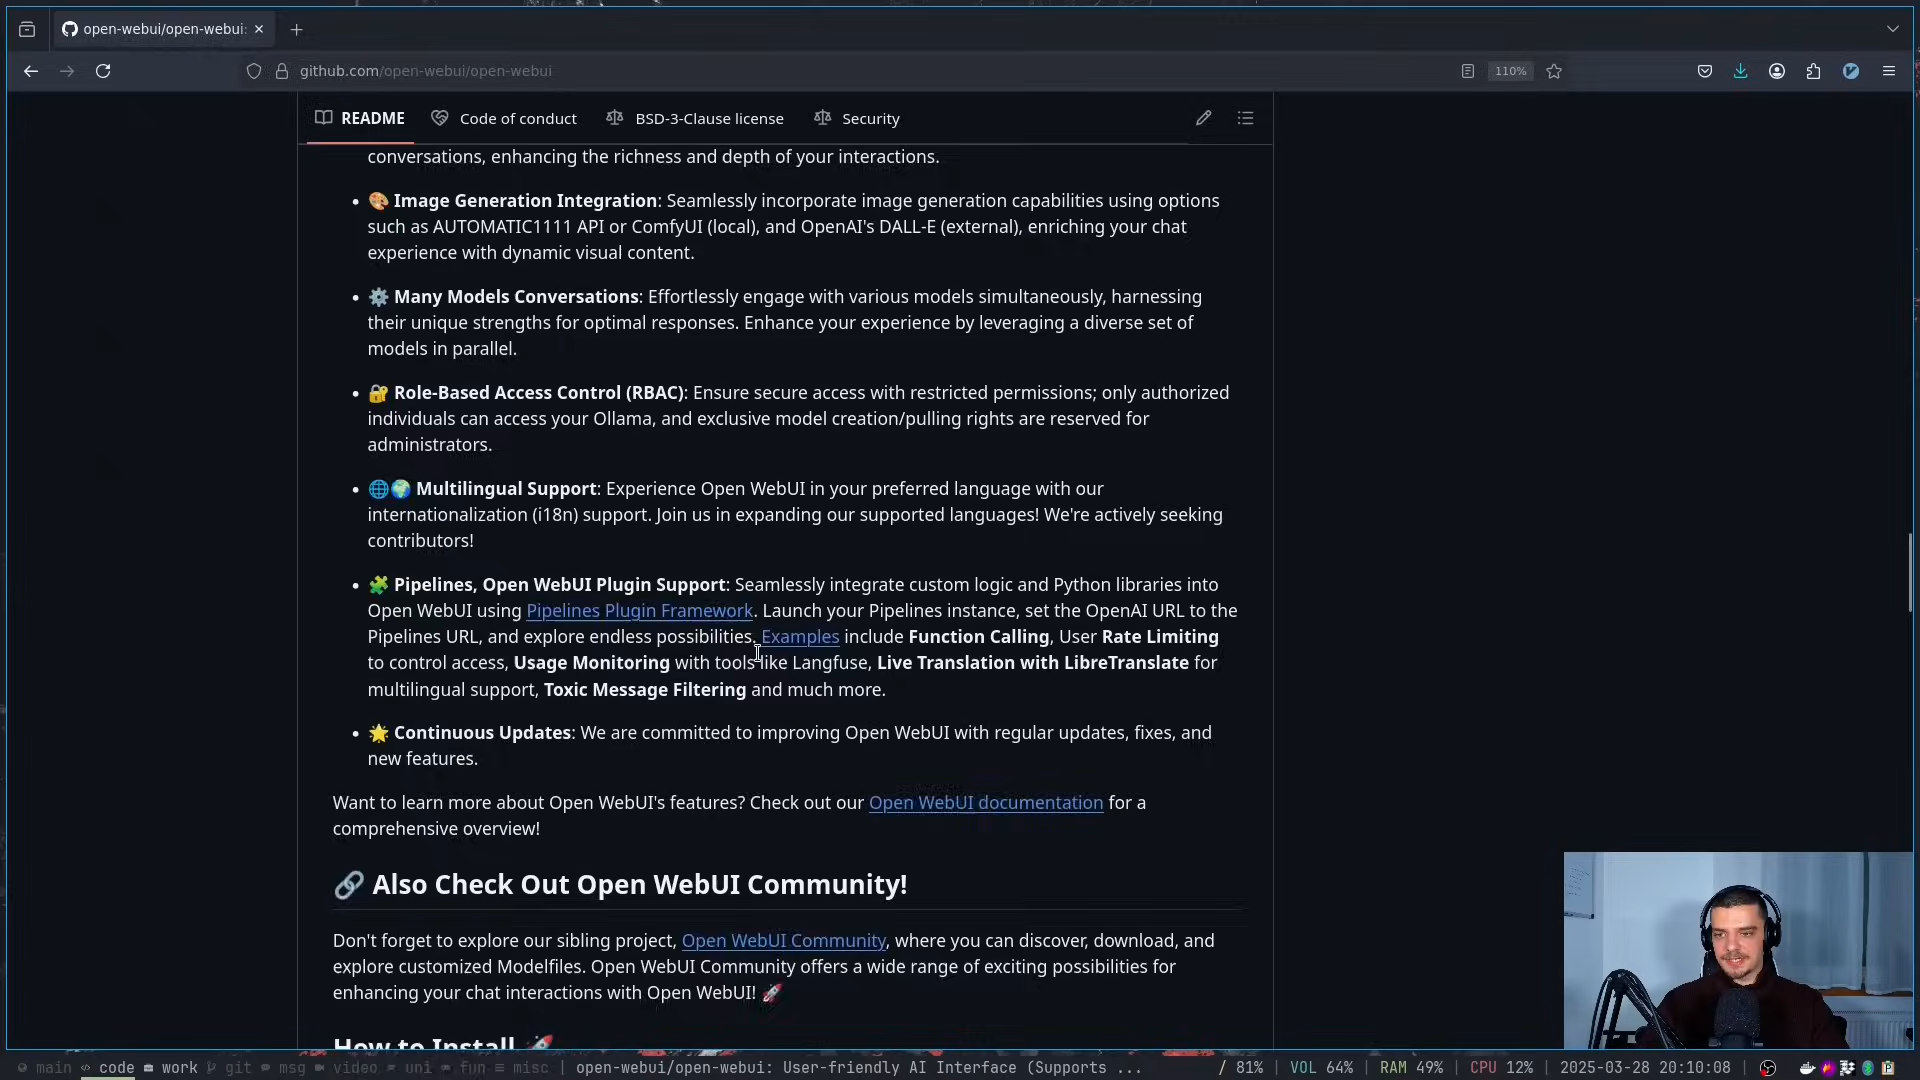 open-webui/open-webui:
github.com/open-webui/open-webui
110%
README
Code of conduct
BSD-3-Clause license
Security
conversations, enhancing the richness and depth of your interactions.
🎨 Image Generation Integration: Seamlessly incorporate image generation capabilities using options
such as AUTOMATIC1111 API or ComfyUI (local), and OpenAI's DALL-E (external), enriching your chat
experience with dynamic visual content.
⚙️ Many Models Conversations: Effortlessly engage with various models simultaneously, harnessing
their unique strengths for optimal responses. Enhance your experience by leveraging a diverse set of
models in parallel.
🔐 Role-Based Access Control (RBAC): Ensure secure access with restricted permissions; only authorized
individuals can access your Ollama, and exclusive model creation/pulling rights are reserved for
administrators.
🌐🌍 Multilingual Support: Experience Open WebUI in your preferred language with our
internationalization (i18n) support. Join us in expanding our supported languages! We're actively seeking
contributors!
🧩 Pipelines, Open WebUI Plugin Support: Seamlessly integrate custom logic and Python libraries into
Open WebUI using Pipelines Plugin Framework. Launch your Pipelines instance, set the OpenAI URL to the
Pipelines URL, and explore endless possibilities. Examples include Function Calling, User Rate Limiting
to control access, Usage Monitoring with tools like Langfuse, Live Translation with LibreTranslate for
multilingual support, Toxic Message Filtering and much more.
🌟 Continuous Updates: We are committed to improving Open WebUI with regular updates, fixes, and
new features.
Want to learn more about Open WebUI's features? Check out our Open WebUI documentation for a
comprehensive overview!
🔗 Also Check Out Open WebUI Community!
Don't forget to explore our sibling project, Open WebUI Community, where you can discover, download, and
explore customized Modelfiles. Open WebUI Community offers a wide range of exciting possibilities for
enhancing your chat interactions with Open WebUI! 🚀
How to Install 🚀
main code work git msg video uni fun misc | open-webui/open-webui: User-friendly AI Interface (Supports ... / 81% | VOL 64% | RAM 49% | CPU 12% | 2025-03-28 20:10:08 |